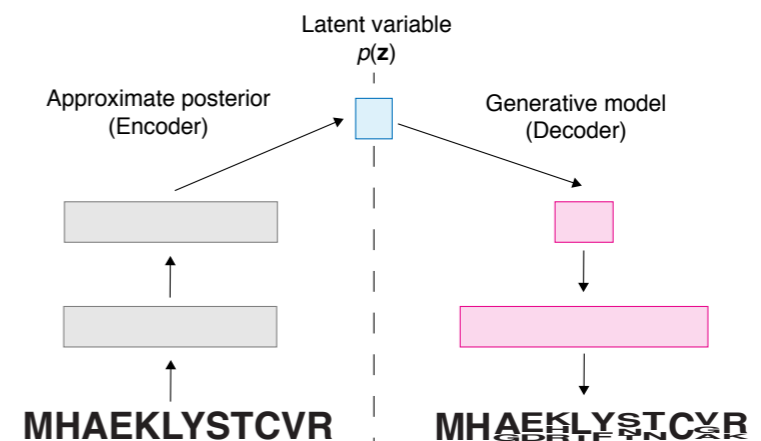 Latent variable
p(z)
Approximate posterior
(Encoder)
Generative model
(Decoder)
MHAEKLYSTCVR
MHAEKLYSTCVR